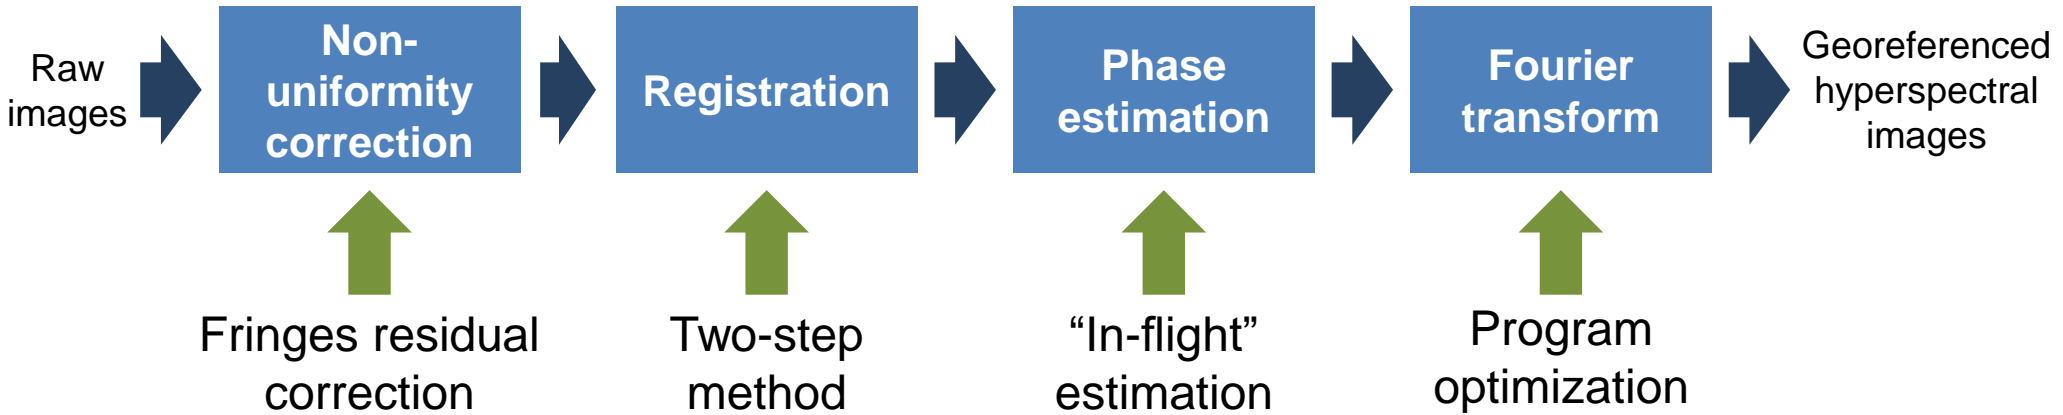 Raw
images
Non-
uniformity
correction
Registration
Phase
estimation
Fourier
transform
Georeferenced
hyperspectral
images
Fringes residual
correction
Two-step
method
“In-flight”
estimation
Program
optimization